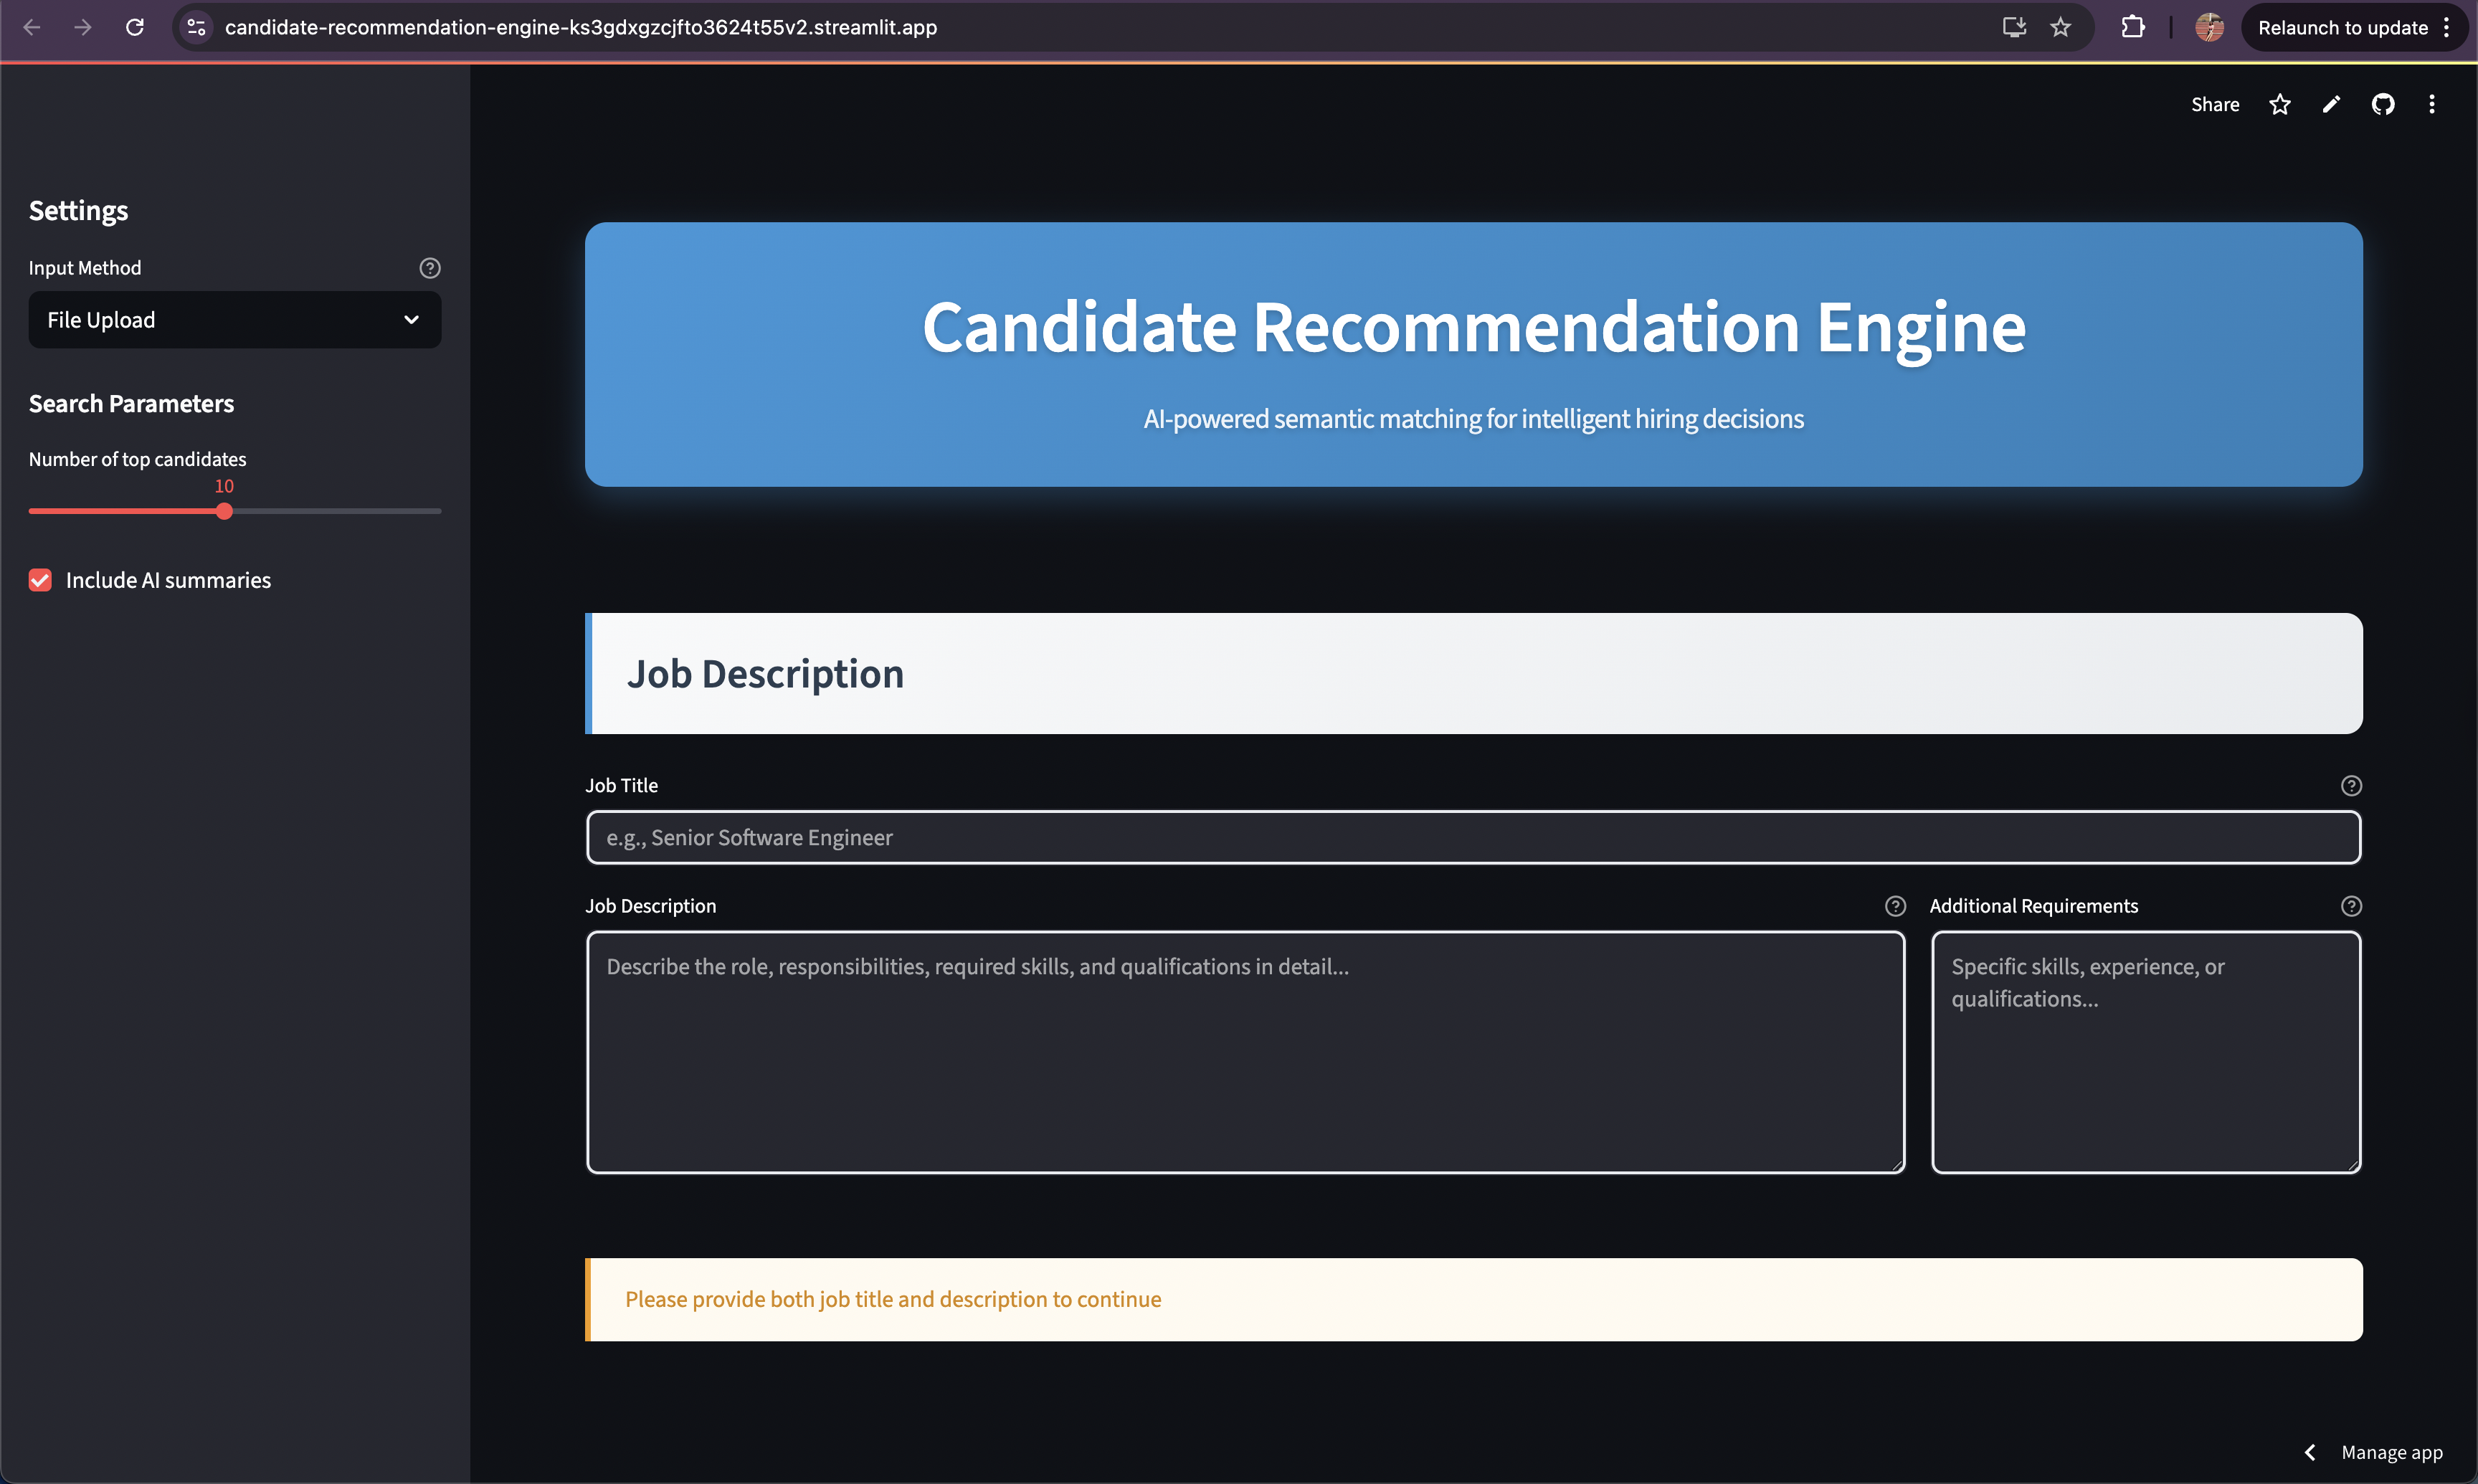 candidate-recommendation-engine-ks3gdxgzcjfto3624t55v2.streamlit.app
Relaunch to update
Share
Settings
Input Method
File Upload
Search Parameters
Number of top candidates
10
Include AI summaries
Candidate Recommendation Engine
AI-powered semantic matching for intelligent hiring decisions
Job Description
Job Title
e.g., Senior Software Engineer
Job Description
Describe the role, responsibilities, required skills, and qualifications in detail...
Additional Requirements
Specific skills, experience, or
qualifications...
Please provide both job title and description to continue
Manage app